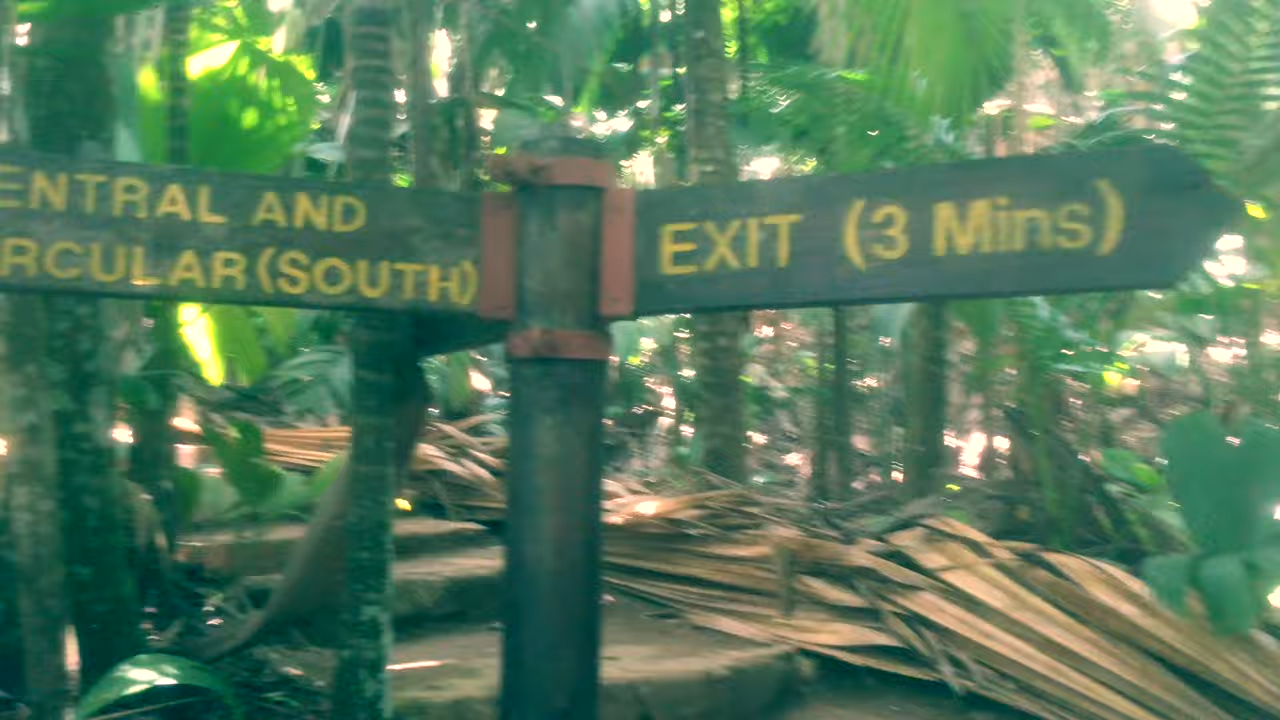 ENTRAL AND
RCULAR (SOUTH)
EXIT (3 Mins)